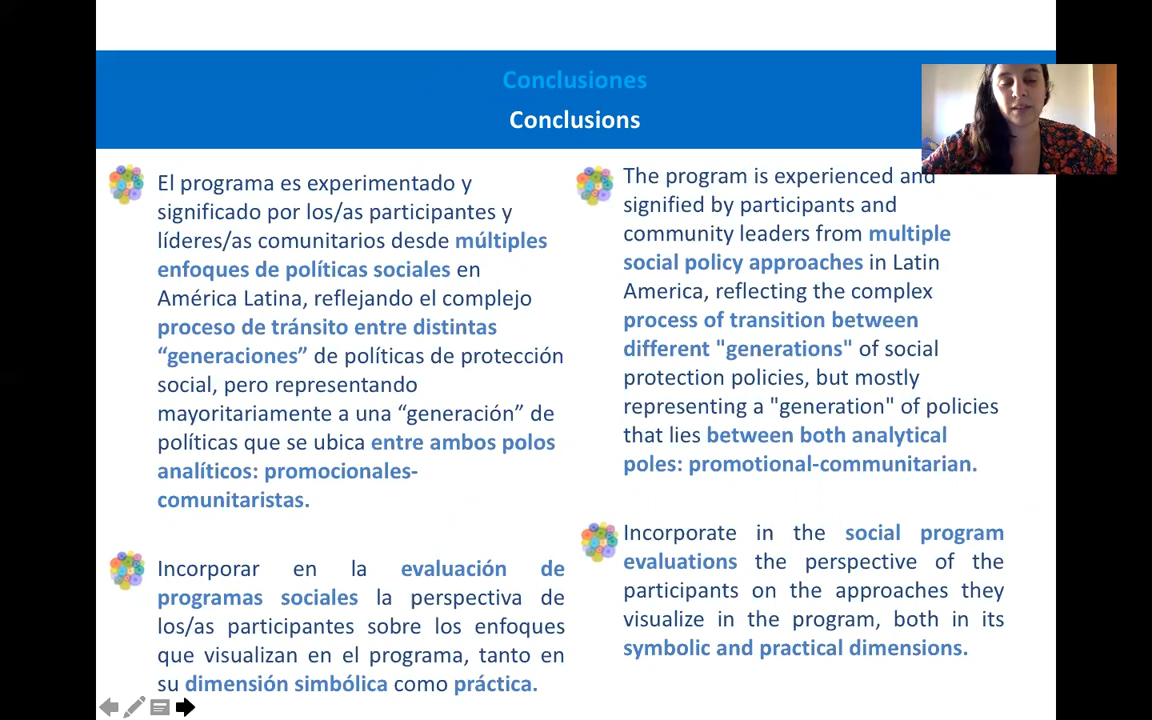 Conclusiones
Conclusions
El programa es experimentado y
significado por los/as participantes y
líderes/as comunitarios desde múltiples
enfoques de políticas sociales en
América Latina, reflejando el complejo
proceso de tránsito entre distintas
“generaciones” de políticas de protección
social, pero representando
mayoritariamente a una “generación” de
políticas que se ubica entre ambos polos
analíticos: promocionales-
comunitaristas.
Incorporar en la evaluación de
programas sociales la perspectiva de
los/as participantes sobre los enfoques
que visualizan en el programa, tanto en
su dimensión simbólica como práctica.
The program is experienced and
signified by participants and
community leaders from multiple
social policy approaches in Latin
America, reflecting the complex
process of transition between
different "generations" of social
protection policies, but mostly
representing a "generation" of policies
that lies between both analytical
poles: promotional-communitarian.
Incorporate in the social program
evaluations the perspective of the
participants on the approaches they
visualize in the program, both in its
symbolic and practical dimensions.